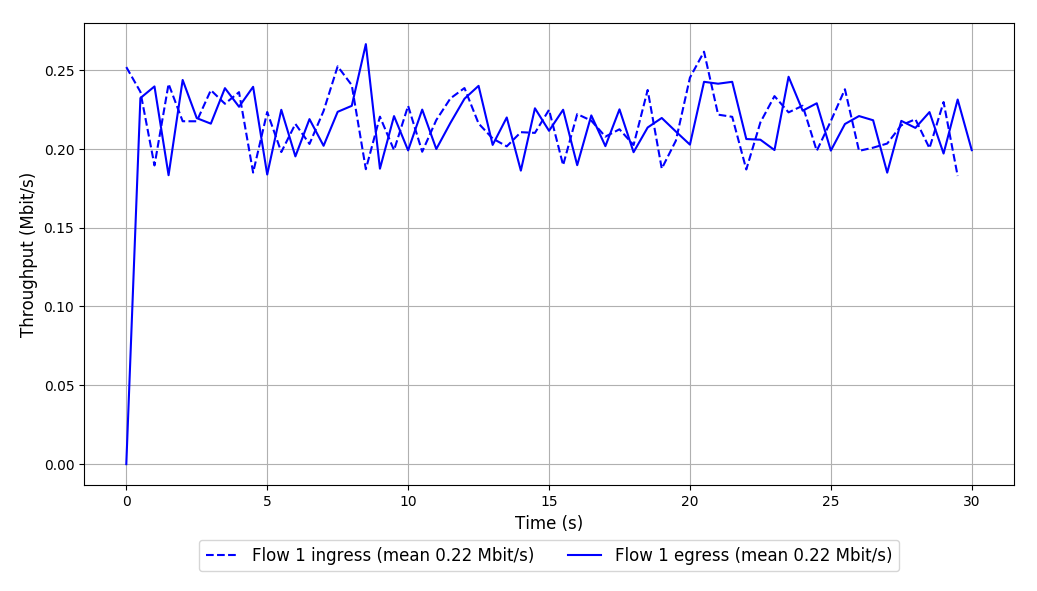 Throughput (Mbit/s)
0.25
0.20
0.15
0.10
0.05
0.00
0 5 10 15 20 25 30
Time (s)
Flow 1 ingress (mean 0.22 Mbit/s) Flow 1 egress (mean 0.22 Mbit/s)